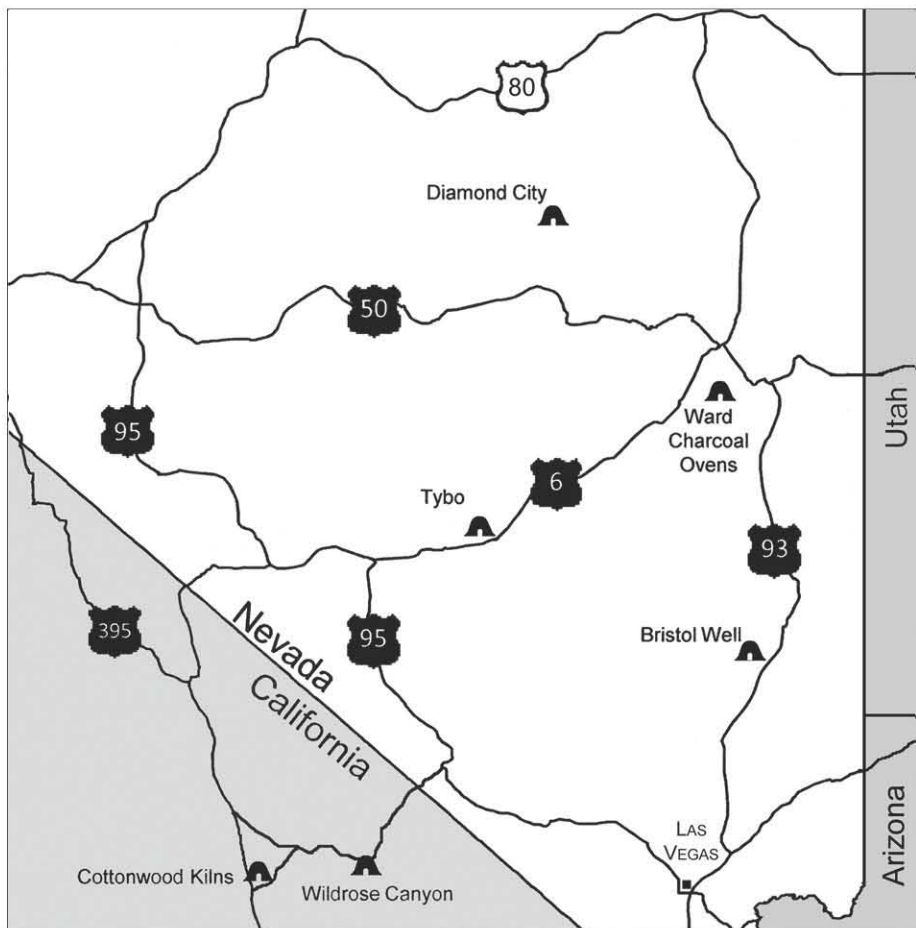 80
Diamond City
50
Ward
Charcoal
Ovens
Utah
95
6
Tybo
93
395
Nevada
California
95
Bristol Well
Arizona
LAS
VEGAS
Cottonwood Kilns
Wildrose Canyon